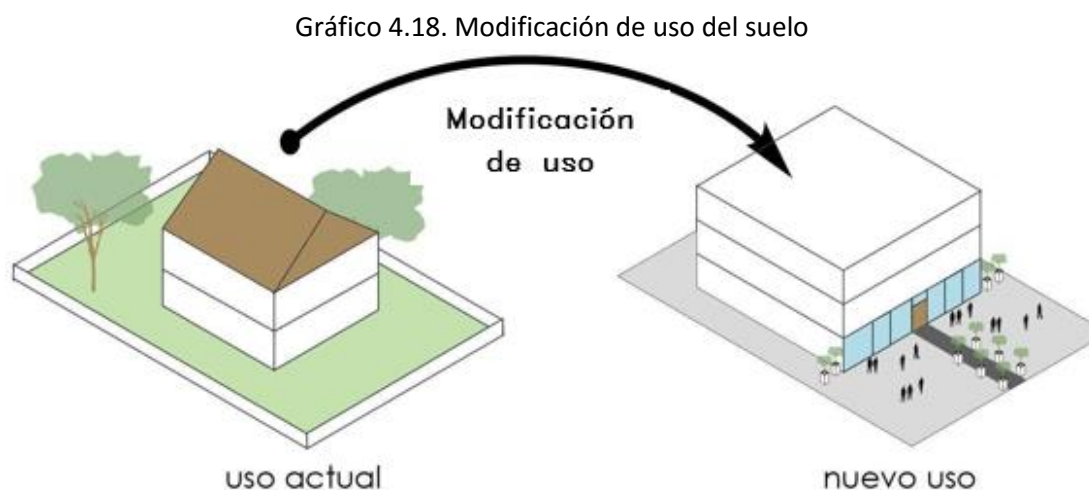 Gráfico 4.18. Modificación de uso del suelo
Modificación
de uso
uso actual
nuevo uso